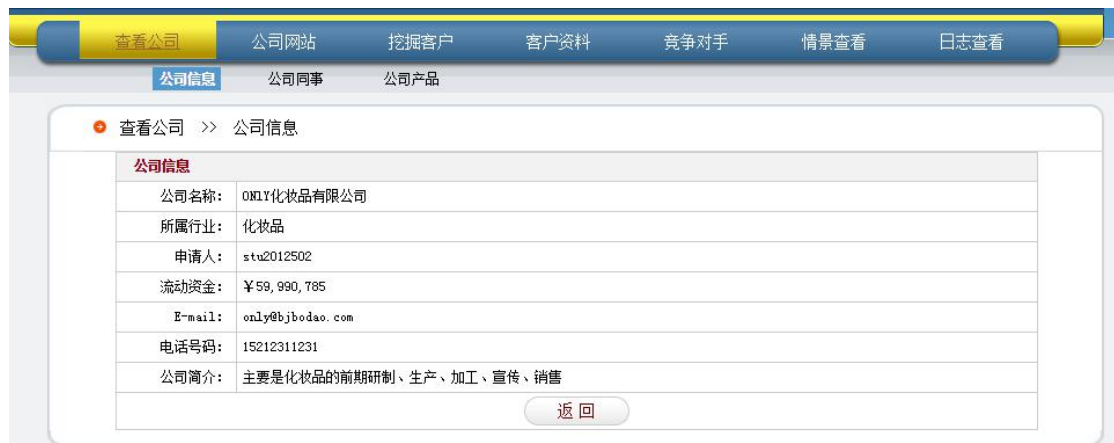 查看公司 公司网站 挖掘客户 客户资料 竞争对手 情景查看 日志查看
公司信息 公司同事 公司产品
查看公司 >> 公司信息
公司信息
公司名称： ON1Y化妆品有限公司
所属行业： 化妆品
申请人： stu2012502
流动资金： ￥59,990,785
E-mail： only@bjbodao.com
电话号码： 15212311231
公司简介： 主要是化妆品的前期研制、生产、加工、宣传、销售
返回